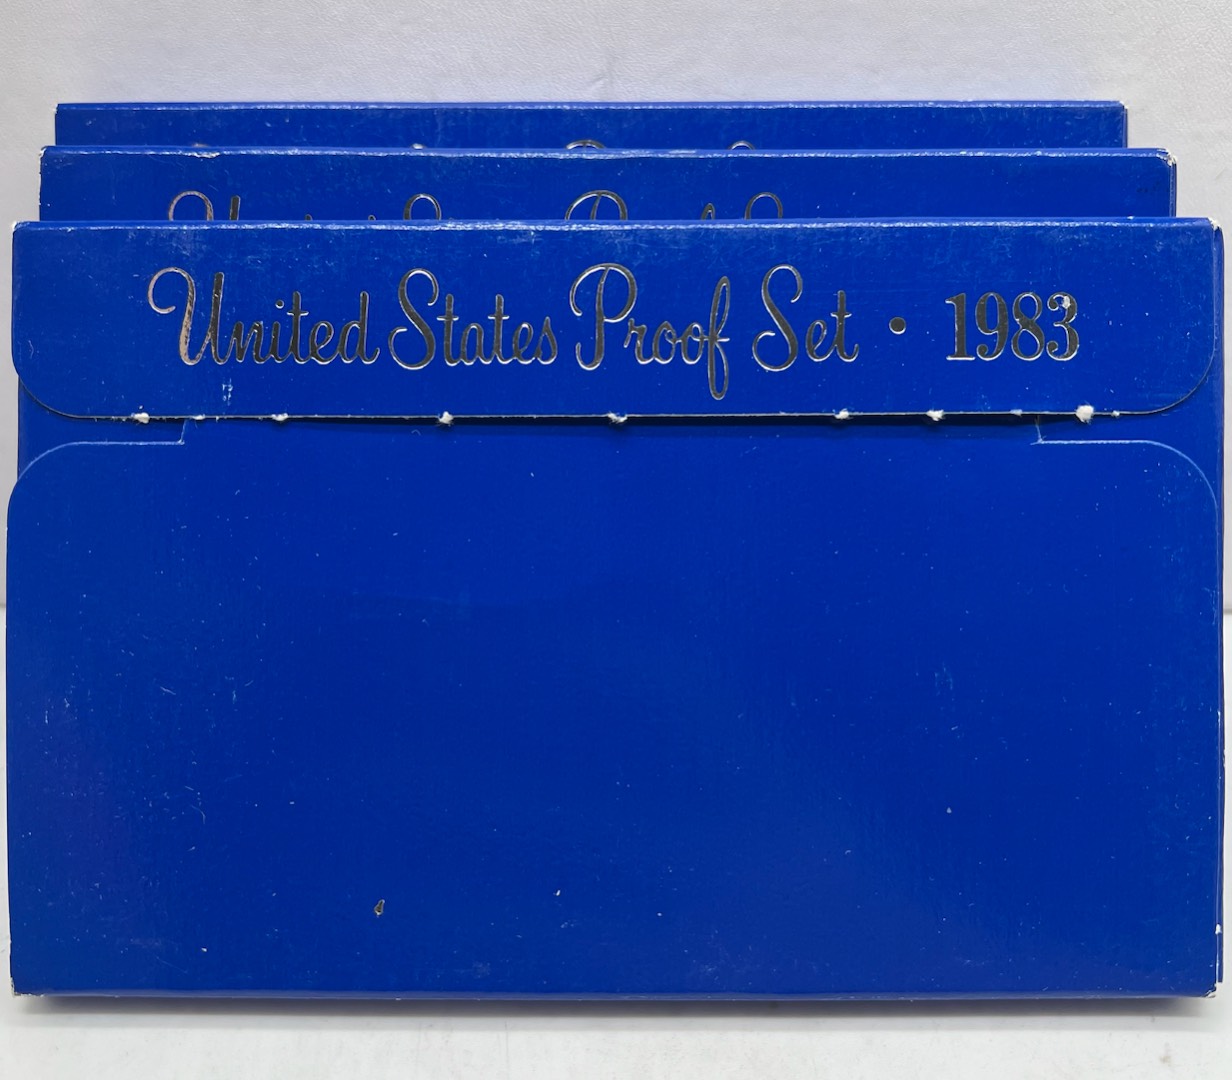 United States Proof Set • 1983